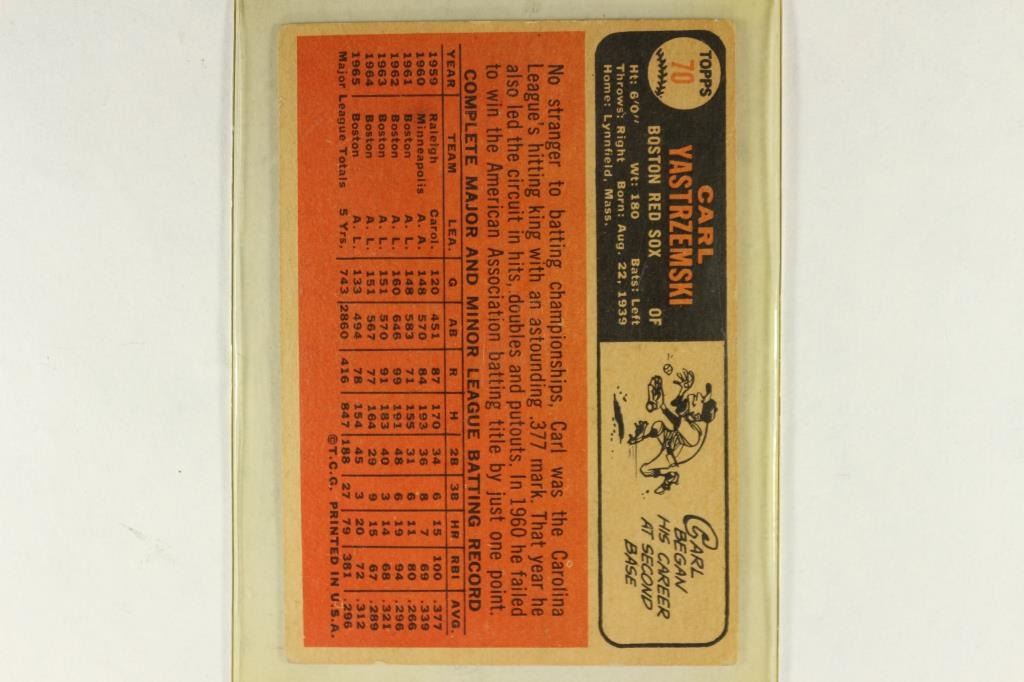 TOPPS
70
CARL
YASTRZEMSKI
BOSTON RED SOX OF
Ht: 6'0" Wt: 180 Bats: Left
Throws: Right Born: Aug. 22, 1939
Home: Lynnfield, Mass.
CARL
BEGAN
HIS CAREER
AT SECOND
BASE
No stranger to batting championships, Carl was the Carolina
League's hitting king with an astounding .377 mark. That year he
also led the circuit in hits, doubles and putouts. In 1960 he failed
to win the American Association batting title by just one point.
COMPLETE MAJOR AND MINOR LEAGUE BATTING RECORD
YEAR TEAM LEA. G AB R H 2B 3B HR RBI AVG.
1959 Raleigh Carol. 120 451 87 170 34 6 15 100 .377
1960 Minneapolis A. A. 148 570 84 193 36 8 7 69 .339
1961 Boston A. L. 148 583 71 155 31 6 11 80 .266
1962 Boston A. L. 160 646 99 191 48 6 19 94 .296
1963 Boston A. L. 151 570 91 183 40 3 14 68 .321
1964 Boston A. L. 151 567 77 164 29 9 15 67 .289
1965 Boston A. L. 133 494 78 154 45 3 20 72 .312
Major League Totals 5 Yrs. 743 2860 416 847 188 27 79 381 .296
©T.C.G. PRINTED IN U.S.A.